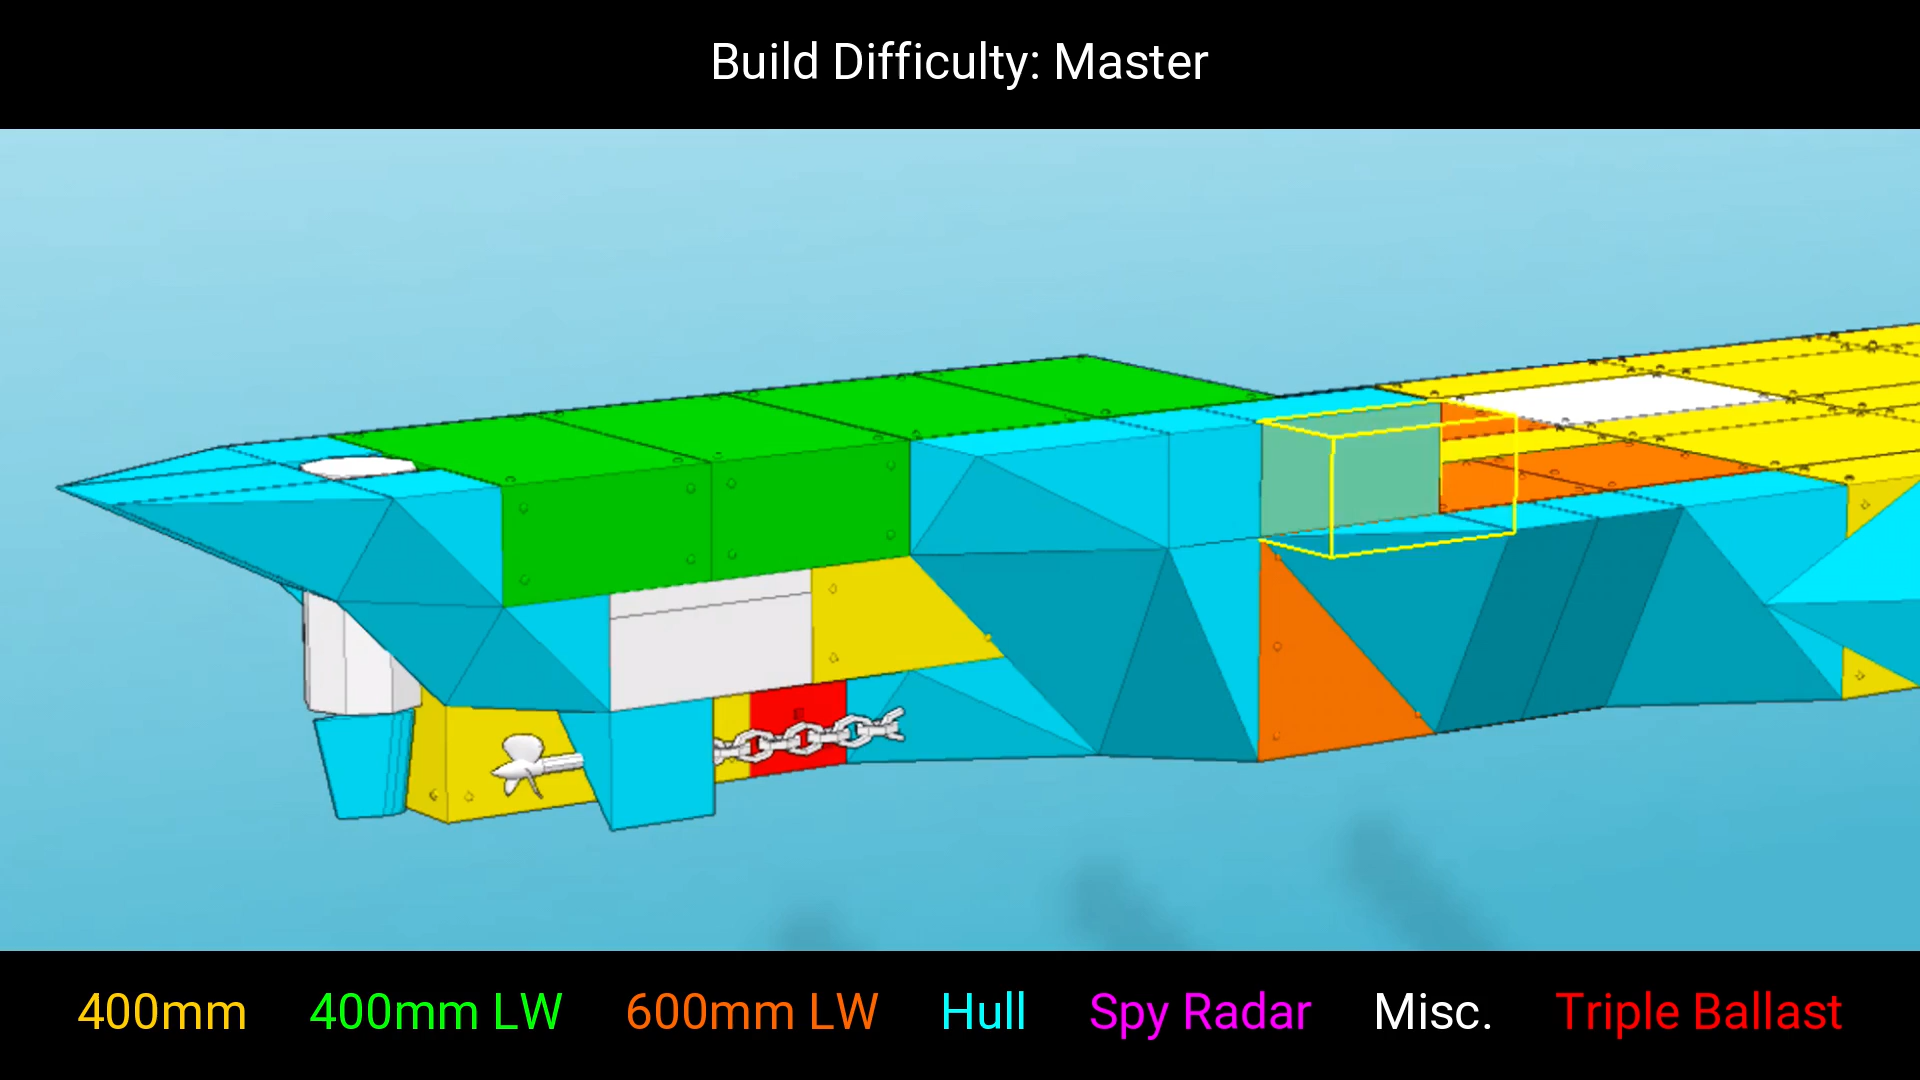 Build Difficulty: Master
400mm 400mm LW 600mm LW Hull Spy Radar Misc. Triple Ballast